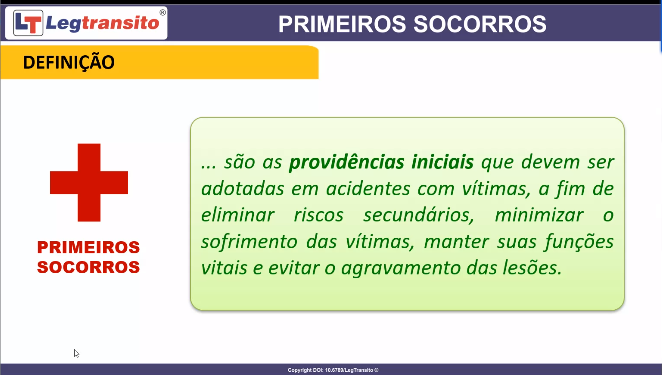 LT Legtransito®
PRIMEIROS SOCORROS
DEFINIÇÃO
... são as providências iniciais que devem ser
adotadas em acidentes com vítimas, a fim de
eliminar riscos secundários, minimizar o
sofrimento das vítimas, manter suas funções
vitais e evitar o agravamento das lesões.
PRIMEIROS
SOCORROS
Copyright DOI: 10.6789/LegTransito ©